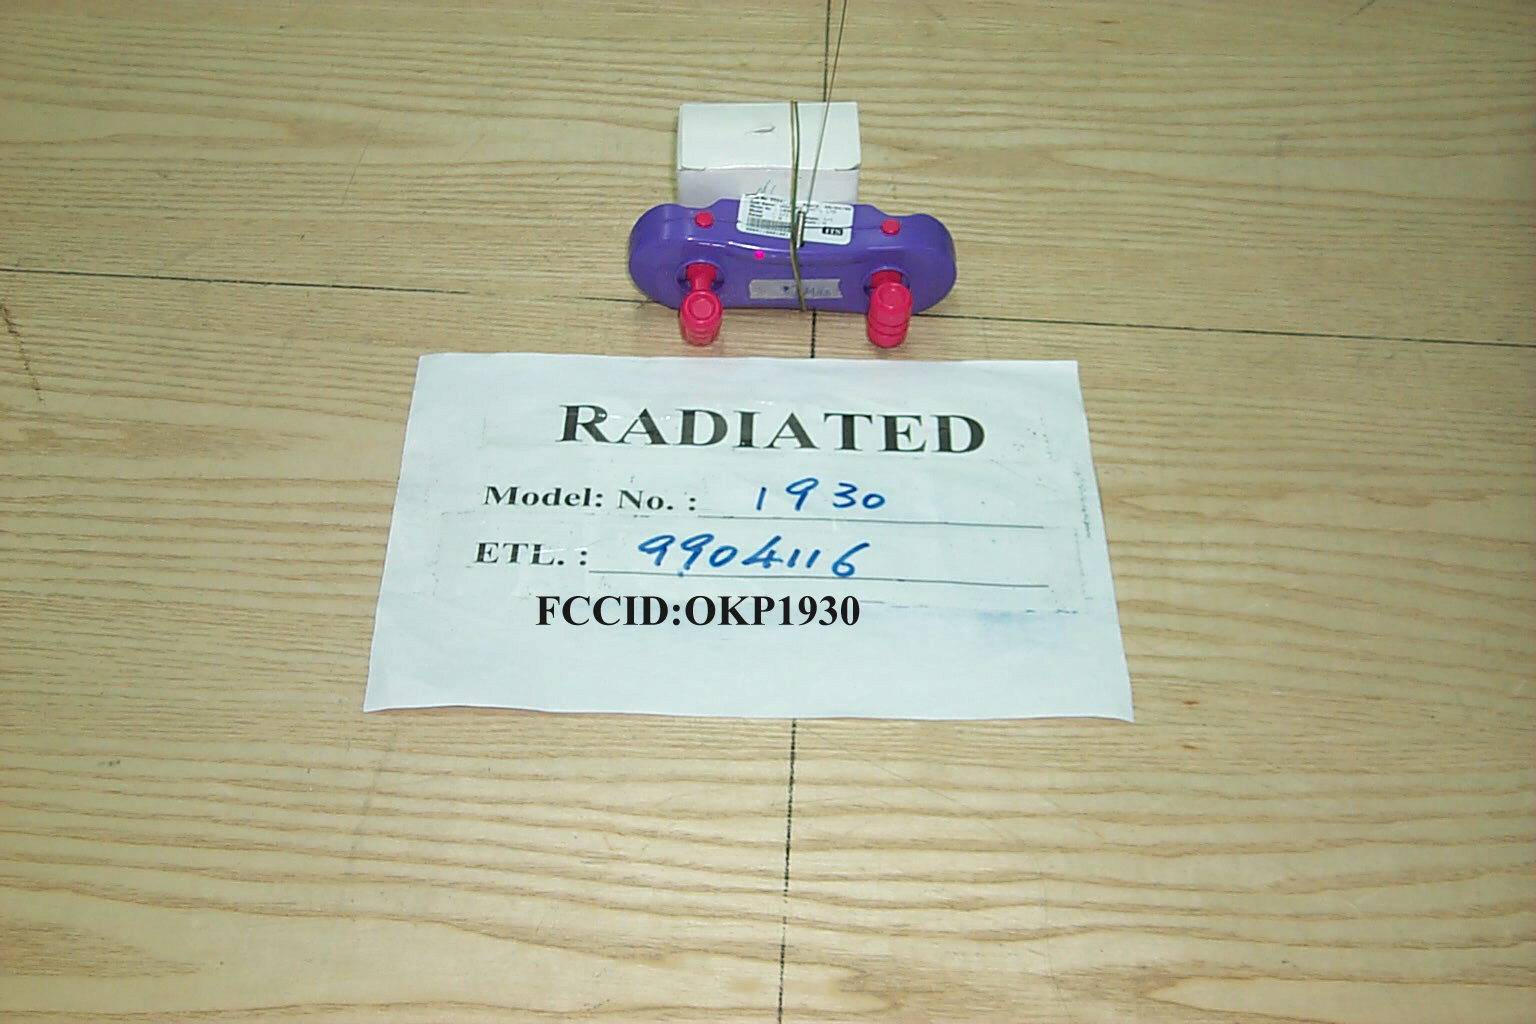 RADIATED
Model: No. : 1930
ETL. : 9904116
FCCID:OKP1930